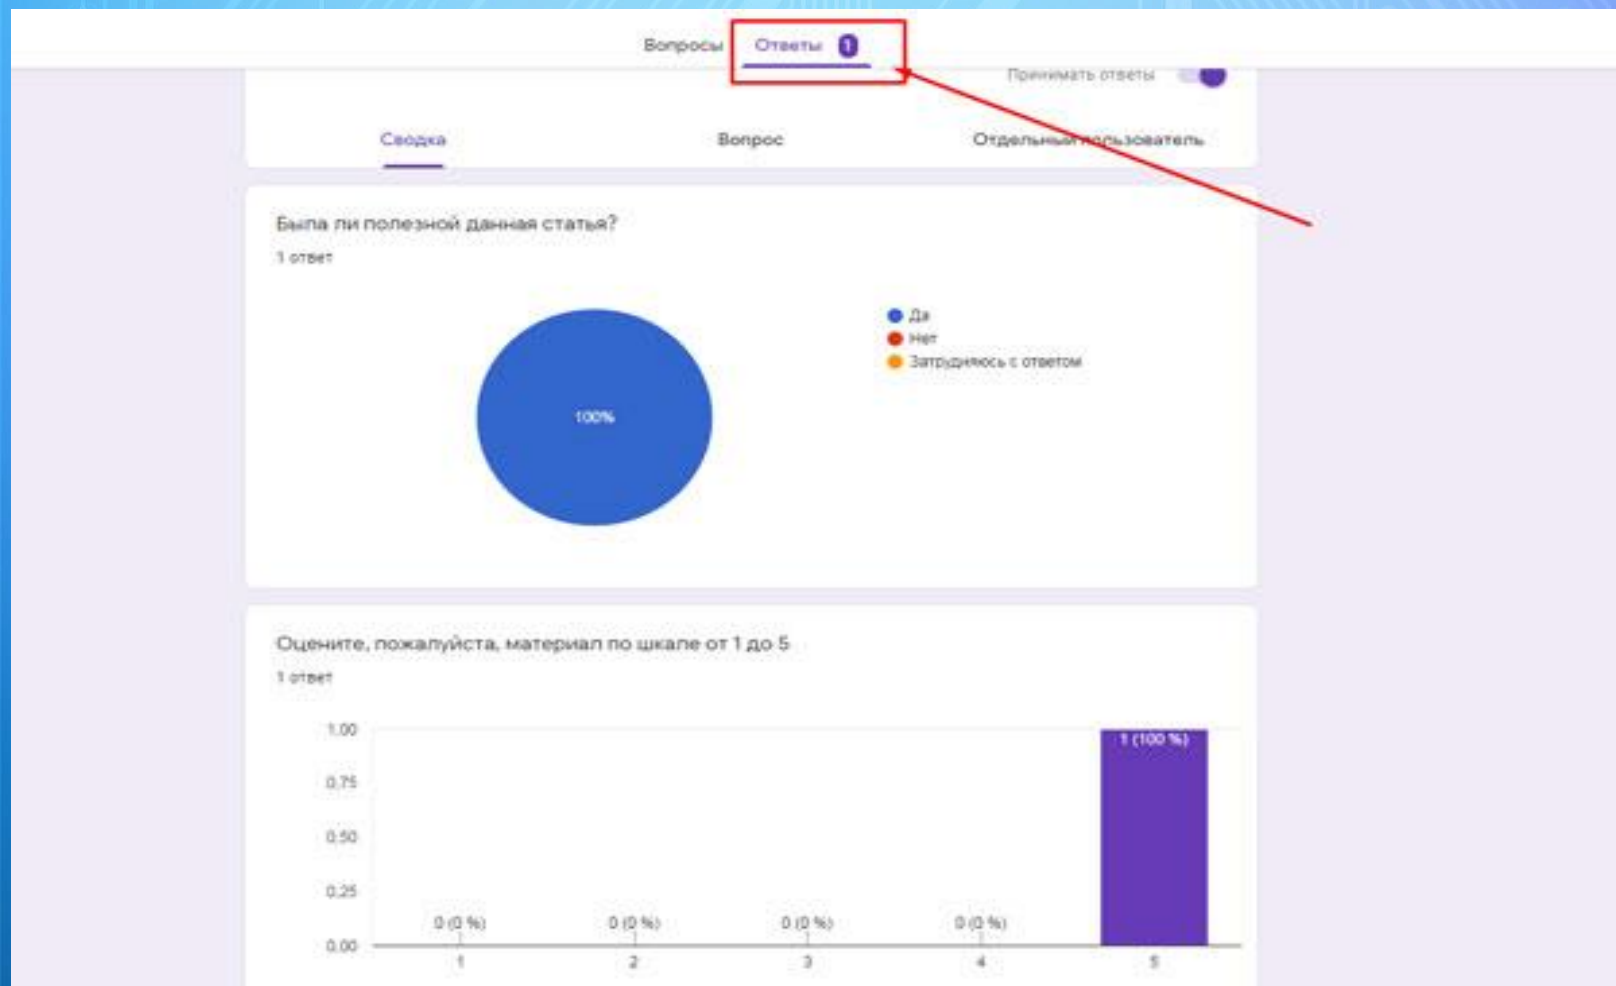 Вопросы Ответы 1
Принимать ответы
Сводка Вопрос Отдельный пользователь
Была ли полезной данная статья?
1 ответ
100%
Да
Нет
Затрудняюсь с ответом
Оцените, пожалуйста, материал по шкале от 1 до 5
1 ответ
1,00
1 (100 %)
0,75
0,50
0,25
0 (0 %) 0 (0 %) 0 (0 %) 0 (0 %)
0,00
1 2 3 4 5